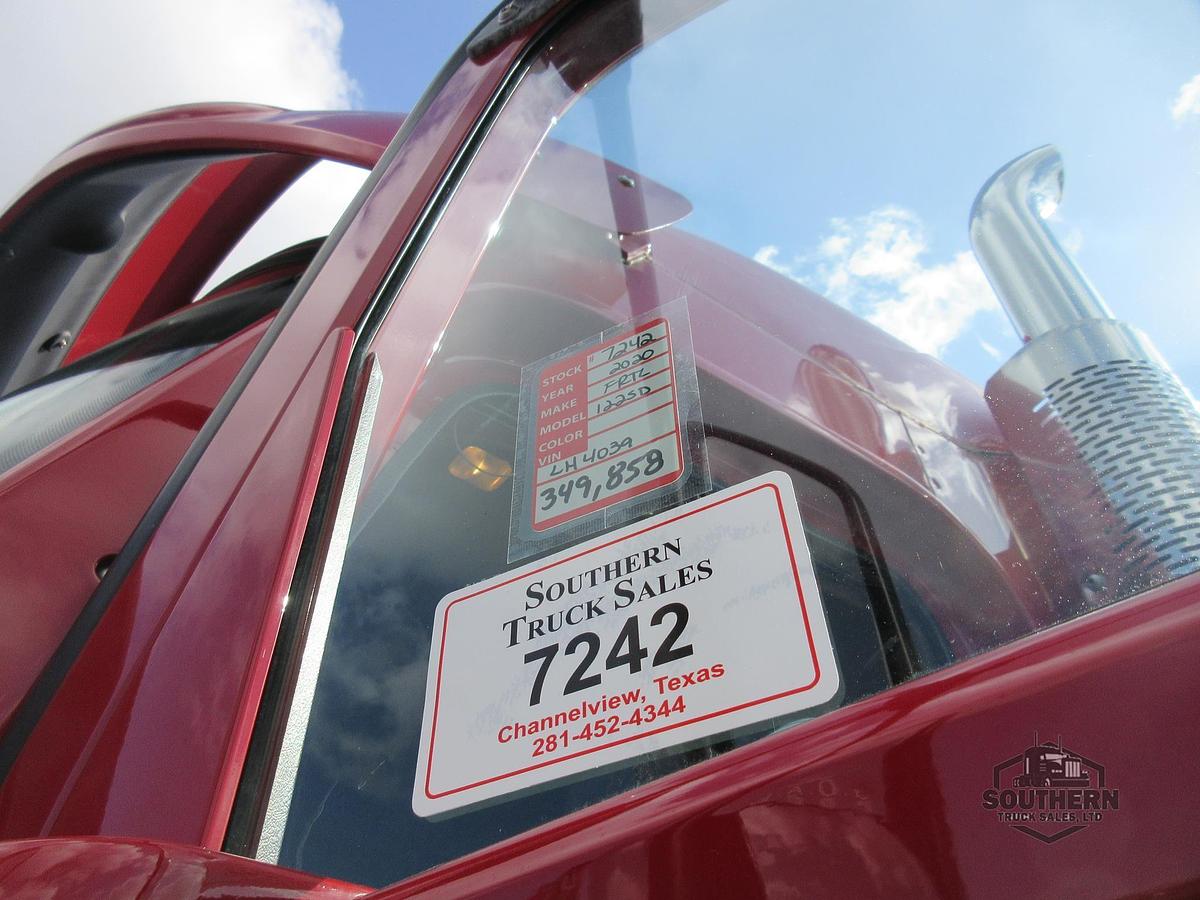 STOCK # 7242
YEAR 2020
MAKE FRTL
MODEL 122SD
COLOR
VIN LH4039
349,858
SOUTHERN
TRUCK SALES
7242
Channelview, Texas
281-452-4344
SOUTHERN
TRUCK SALES, LTD